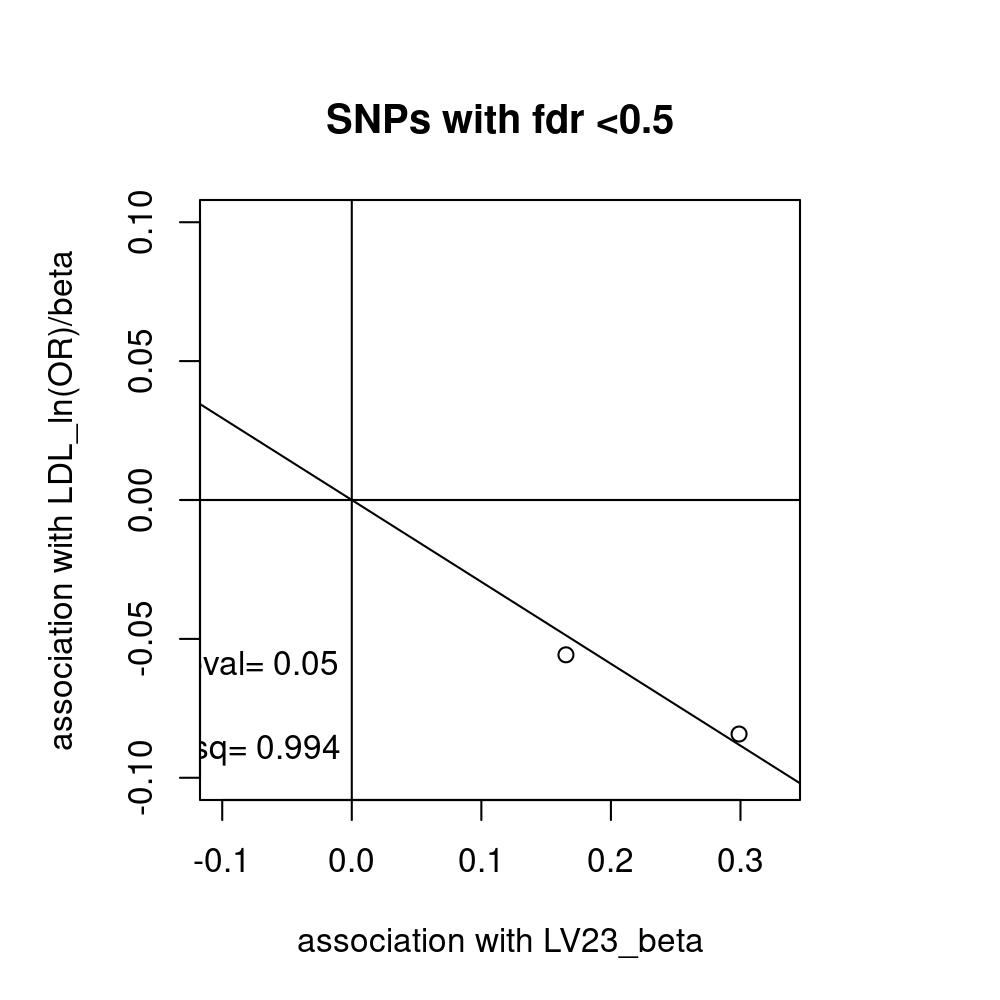 SNPs with fdr <0.5
association with LDL_ln(OR)/beta
0.10
0.05
0.00
-0.05
-0.10
val= 0.05
sq= 0.994
-0.1 0.0 0.1 0.2 0.3
association with LV23_beta